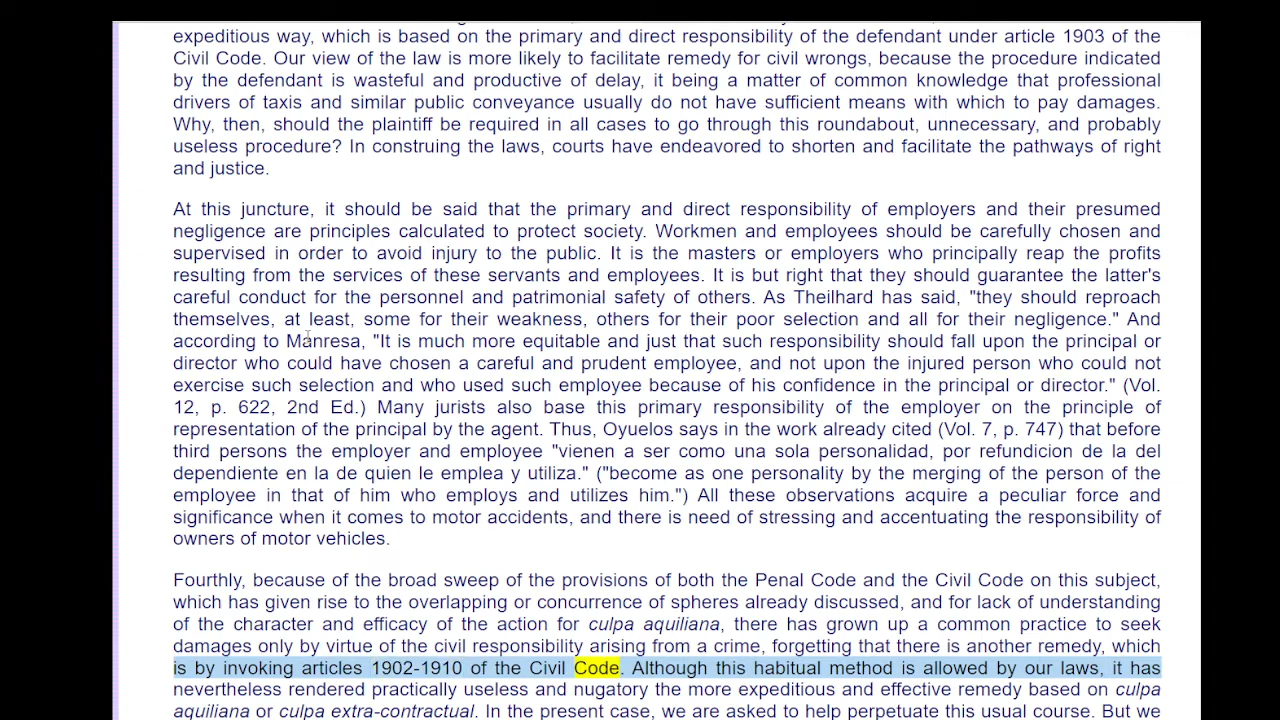 expeditious way, which is based on the primary and direct responsibility of the defendant under article 1903 of the
Civil Code. Our view of the law is more likely to facilitate remedy for civil wrongs, because the procedure indicated
by the defendant is wasteful and productive of delay, it being a matter of common knowledge that professional
drivers of taxis and similar public conveyance usually do not have sufficient means with which to pay damages.
Why, then, should the plaintiff be required in all cases to go through this roundabout, unnecessary, and probably
useless procedure? In construing the laws, courts have endeavored to shorten and facilitate the pathways of right
and justice.
At this juncture, it should be said that the primary and direct responsibility of employers and their presumed
negligence are principles calculated to protect society. Workmen and employees should be carefully chosen and
supervised in order to avoid injury to the public. It is the masters or employers who principally reap the profits
resulting from the services of these servants and employees. It is but right that they should guarantee the latter's
careful conduct for the personnel and patrimonial safety of others. As Theilhard has said, "they should reproach
themselves, at least, some for their weakness, others for their poor selection and all for their negligence." And
according to Manresa, "It is much more equitable and just that such responsibility should fall upon the principal or
director who could have chosen a careful and prudent employee, and not upon the injured person who could not
exercise such selection and who used such employee because of his confidence in the principal or director." (Vol.
12, p. 622, 2nd Ed.) Many jurists also base this primary responsibility of the employer on the principle of
representation of the principal by the agent. Thus, Oyuelos says in the work already cited (Vol. 7, p. 747) that before
third persons the employer and employee "vienen a ser como una sola personalidad, por refundicion de la del
dependiente en la de quien le emplea y utiliza." ("become as one personality by the merging of the person of the
employee in that of him who employs and utilizes him.") All these observations acquire a peculiar force and
significance when it comes to motor accidents, and there is need of stressing and accentuating the responsibility of
owners of motor vehicles.
Fourthly, because of the broad sweep of the provisions of both the Penal Code and the Civil Code on this subject,
which has given rise to the overlapping or concurrence of spheres already discussed, and for lack of understanding
of the character and efficacy of the action for culpa aquiliana, there has grown up a common practice to seek
damages only by virtue of the civil responsibility arising from a crime, forgetting that there is another remedy, which
is by invoking articles 1902-1910 of the Civil Code. Although this habitual method is allowed by our laws, it has
nevertheless rendered practically useless and nugatory the more expeditious and effective remedy based on culpa
aquiliana or culpa extra-contractual. In the present case, we are asked to help perpetuate this usual course. But we